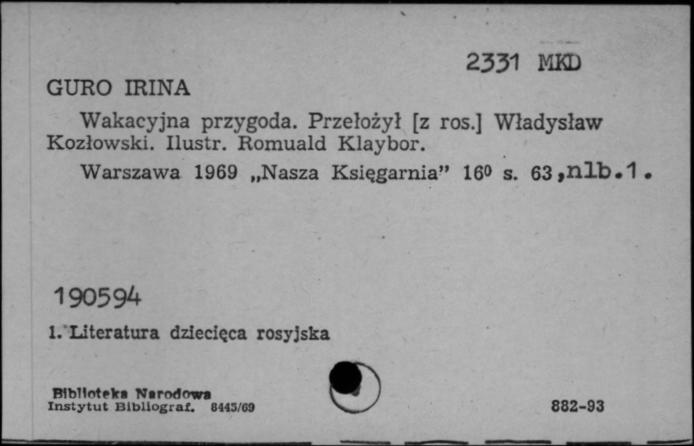 2331 MKD
GURO IRINA
Wakacyjna przygoda. Przełożył [z ros.] Władysław
Kozłowski. Ilustr. Romuald Klaybor.
Warszawa 1969 „Nasza Księgarnia” 16⁰ s. 63,nlb.1.
190594
1. Literatura dziecięca rosyjska
Biblioteka Narodowa
Instytut Bibliograf. 8445/69
882-93